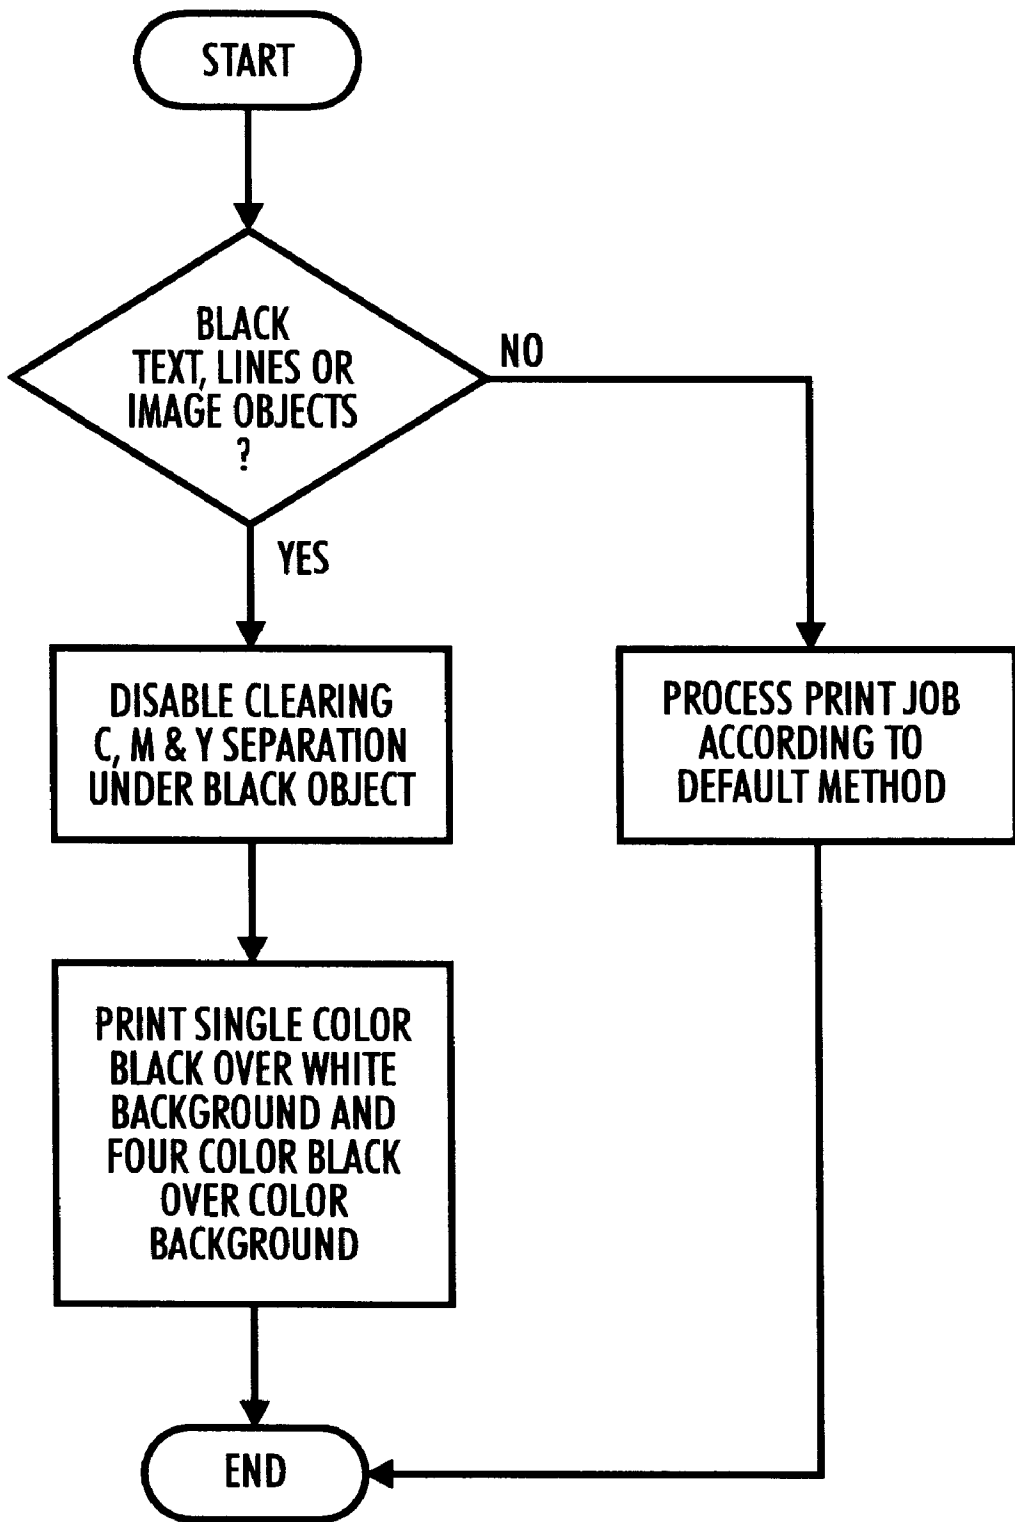 START
BLACK
TEXT, LINES OR
IMAGE OBJECTS
?
NO
YES
DISABLE CLEARING
C, M & Y SEPARATION
UNDER BLACK OBJECT
PROCESS PRINT JOB
ACCORDING TO
DEFAULT METHOD
PRINT SINGLE COLOR
BLACK OVER WHITE
BACKGROUND AND
FOUR COLOR BLACK
OVER COLOR
BACKGROUND
END